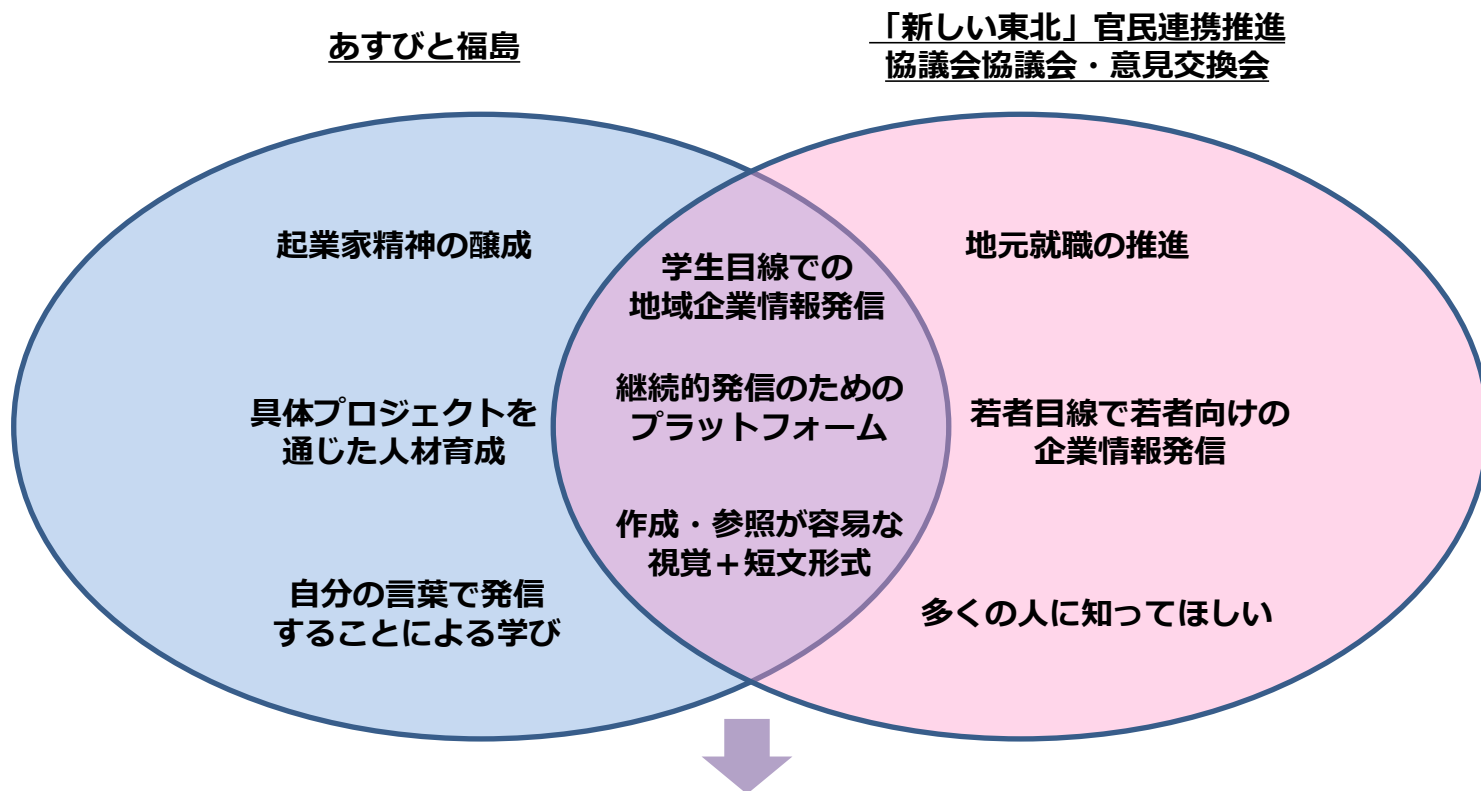 あすびと福島
「新しい東北」官民連携推進
協議会協議会・意見交換会
起業家精神の醸成
具体プロジェクトを
通じた人材育成
自分の言葉で発信
することによる学び
学生目線での
地域企業情報発信
継続的発信のための
プラットフォーム
作成・参照が容易な
視覚＋短文形式
地元就職の推進
若者目線で若者向けの
企業情報発信
多くの人に知ってほしい